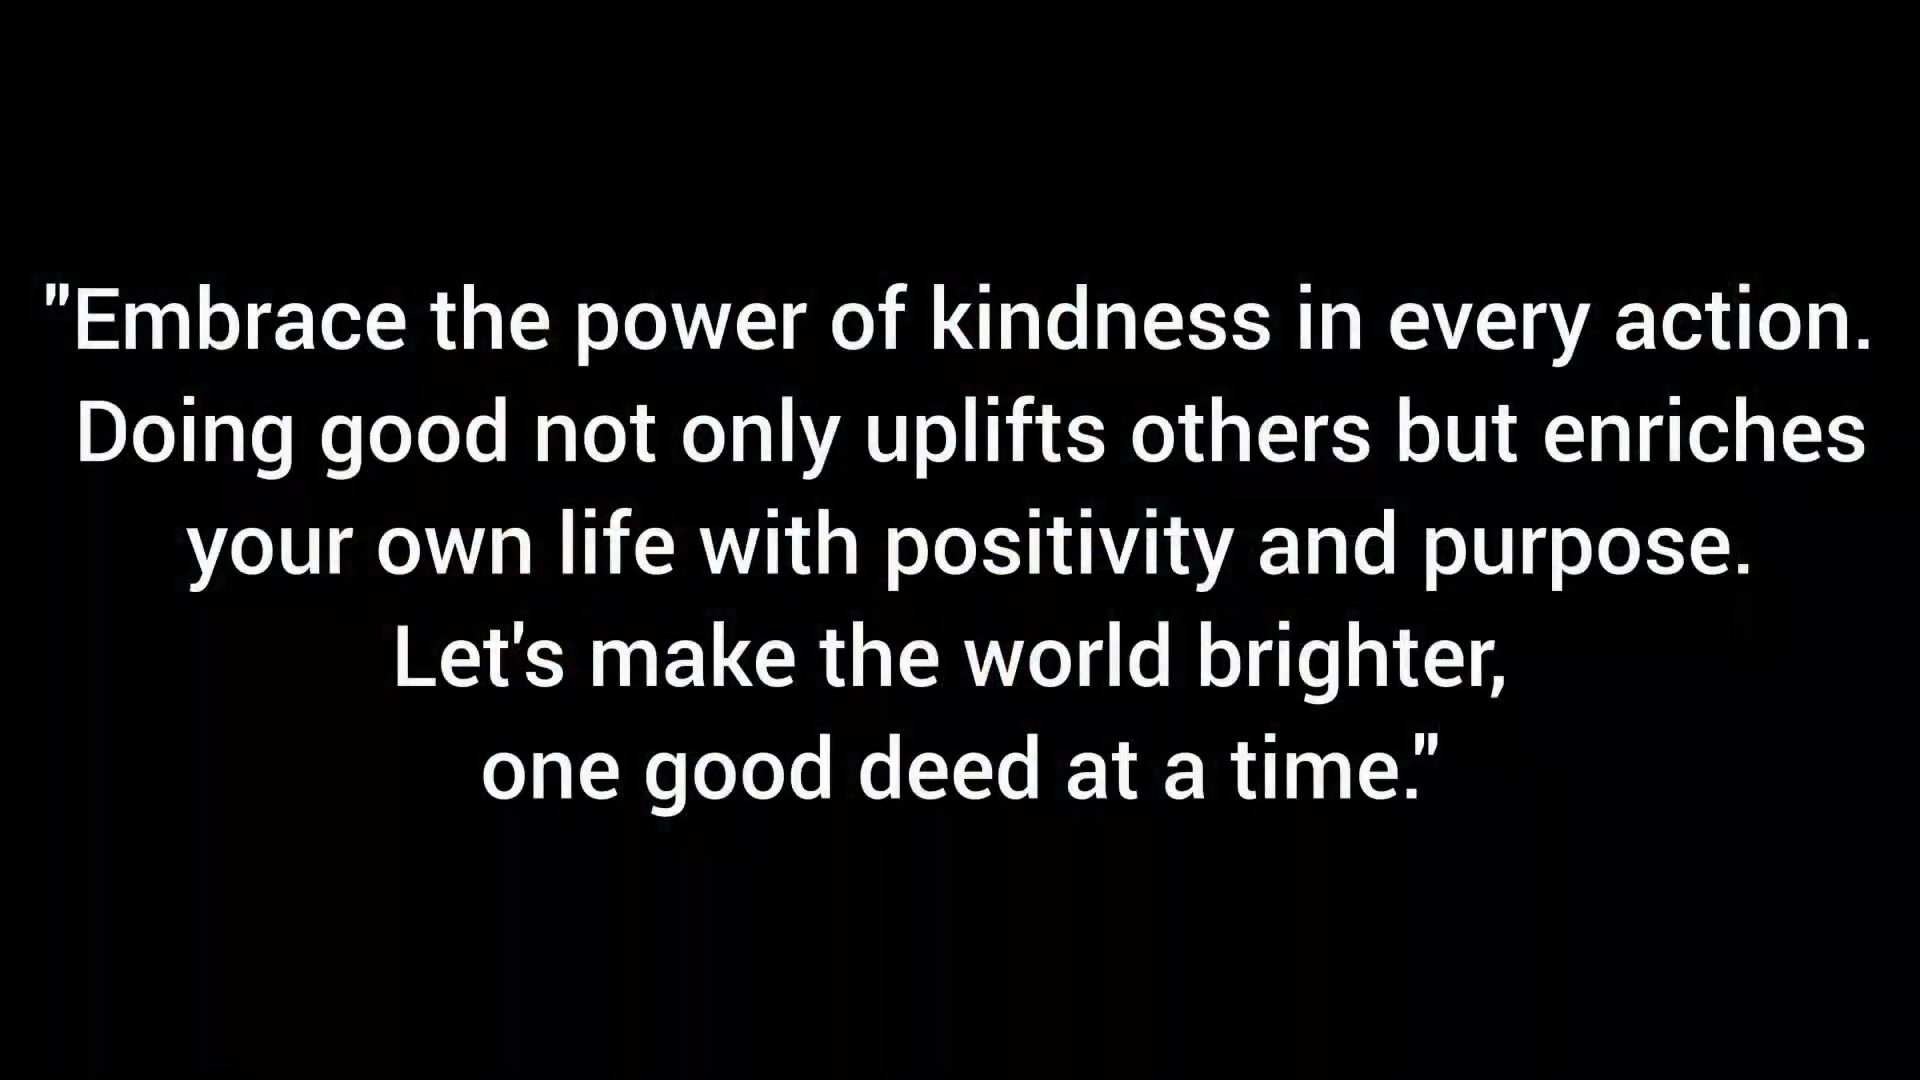 "Embrace the power of kindness in every action.
Doing good not only uplifts others but enriches
your own life with positivity and purpose.
Let's make the world brighter,
one good deed at a time."